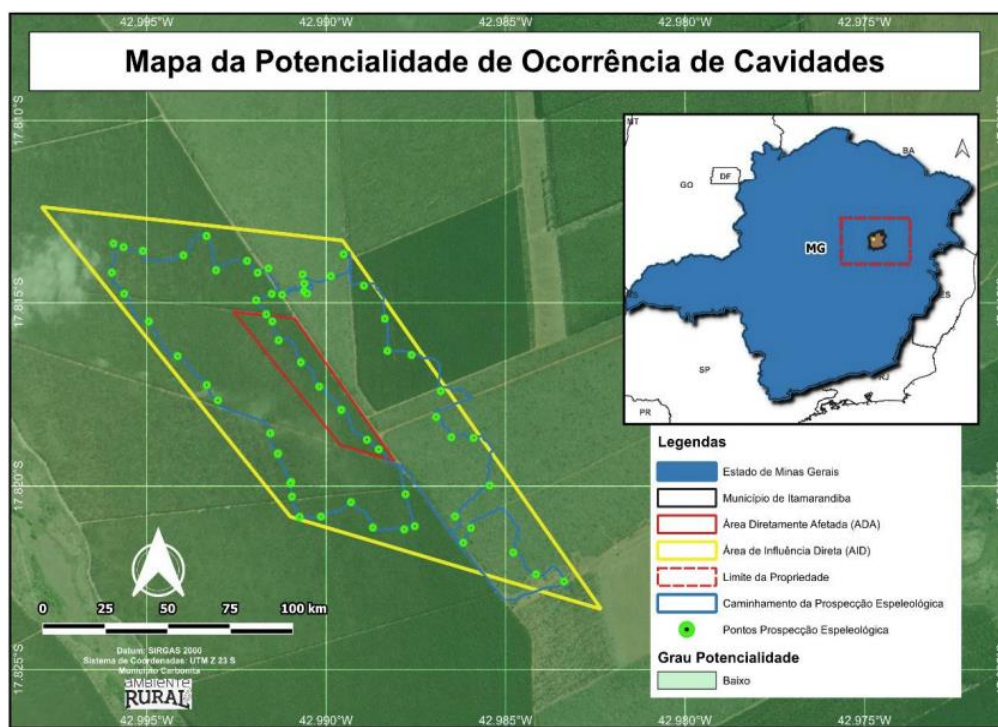 42.995°W 42.990°W 42.985°W 42.980°W 42.975°W
Mapa da Potencialidade de Ocorrência de Cavidades
17.810°S
17.815°S
17.820°S
17.825°S
MT
BA
GO
DF
MG
ES
SP
RJ
PR
Legendas
Estado de Minas Gerais
Município de Itamarandiba
Área Diretamente Afetada (ADA)
Área de Influência Direta (AID)
Limite da Propriedade
Caminhamento da Prospecção Espeleológica
Pontos Prospecção Espeleológica
Grau Potencialidade
Baixo
0 25 50 75 100 km
Datum: SIRGAS 2000
Sistema de Coordenadas: UTM Z 23 S
Município Carbonita
AMBIENTE
RURAL
42.995°W 42.990°W 42.985°W 42.980°W 42.975°W